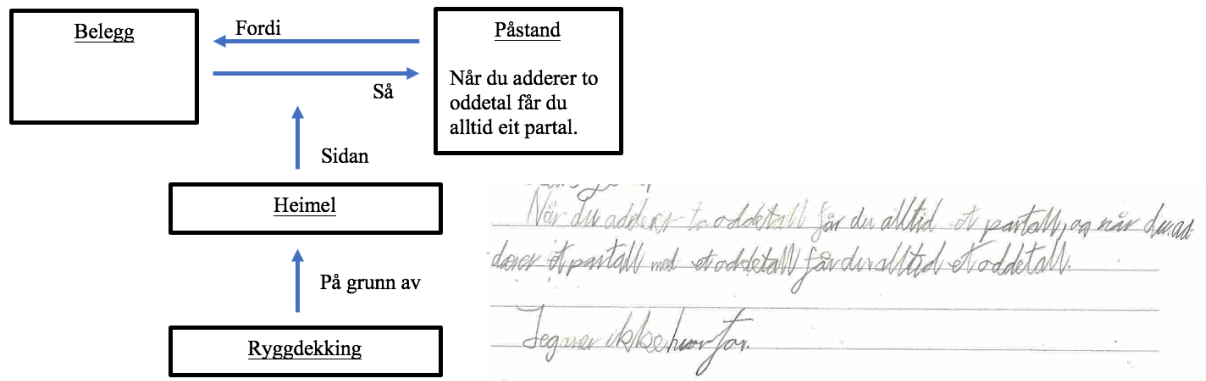 Belegg
Fordi
Så
Påstand
Når du adderer to
oddetal får du
alltid eit partal.
Sidan
Heimel
På grunn av
Ryggdekking
Når du adderer to oddetall får du alltid et partall, og når du ad
derer et partall med et oddetall får du alltid et oddetall.
Jeg ver ikke hvorfor.